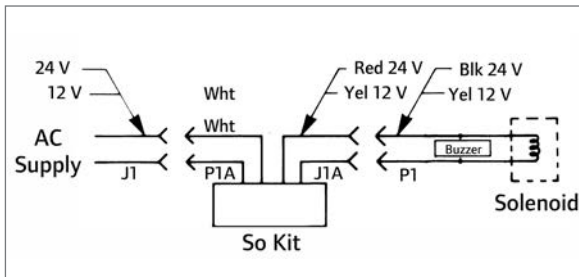 24 V
12 V
Wht
Red 24 V
Yel 12 V
Blk 24 V
Yel 12 V
Wht
AC
Supply
J1
P1A
J1A
P1
Buzzer
Solenoid
So Kit